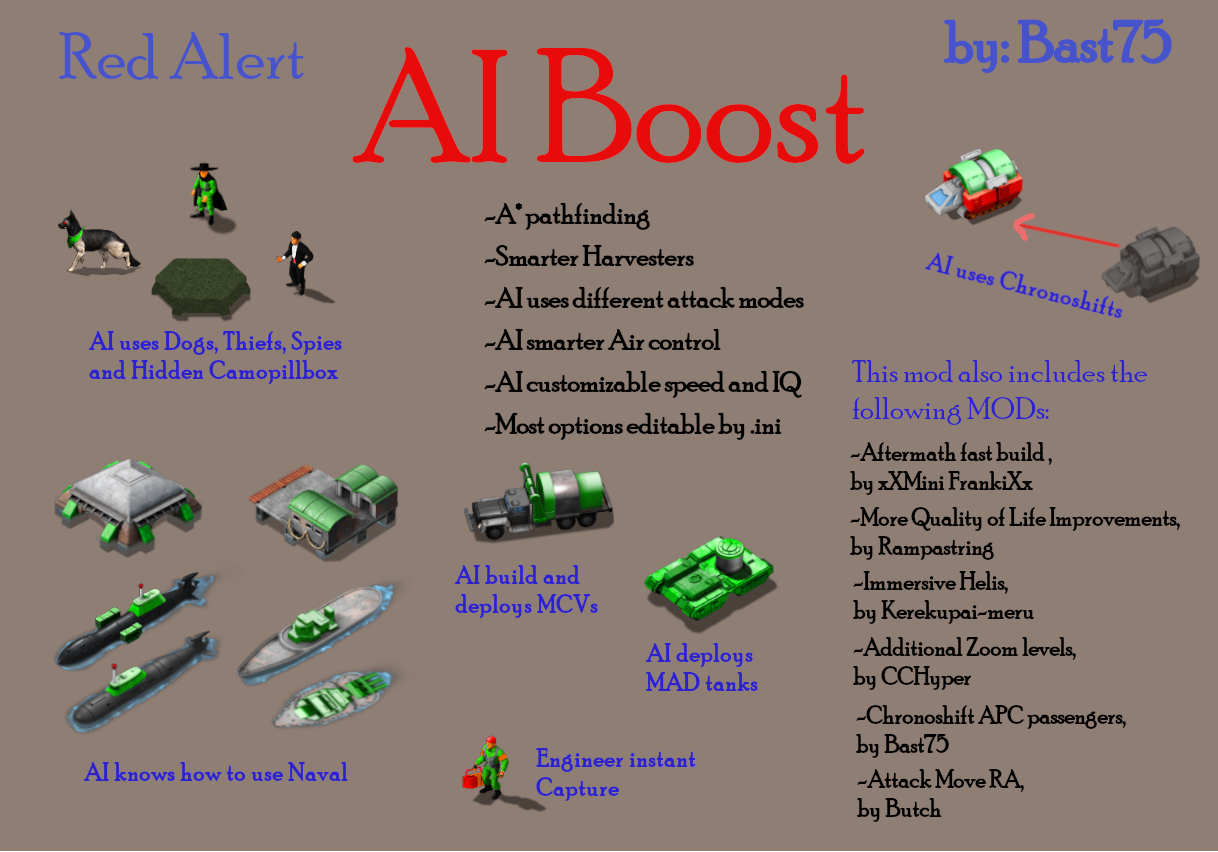 Red Alert
AI Boost
by: Bast75
~A* pathfinding
~Smarter Harvesters
~AI uses different attack modes
~AI smarter Air control
~AI customizable speed and IQ
~Most options editable by .ini
AI uses Dogs, Thiefs, Spies
and Hidden Camopillbox
AI uses Chronoshifts
This mod also includes the
following MODs:
~Aftermath fast build ,
by xXMini FrankiXx
~More Quality of Life Improvements,
by Rampastring
~Immersive Helis,
by Kerekupai~meru
~Additional Zoom levels,
by CCHyper
~Chronoshift APC passengers,
by Bast75
~Attack Move RA,
by Butch
AI build and
deploys MCVs
AI deploys
MAD tanks
AI knows how to use Naval
Engineer instant
Capture